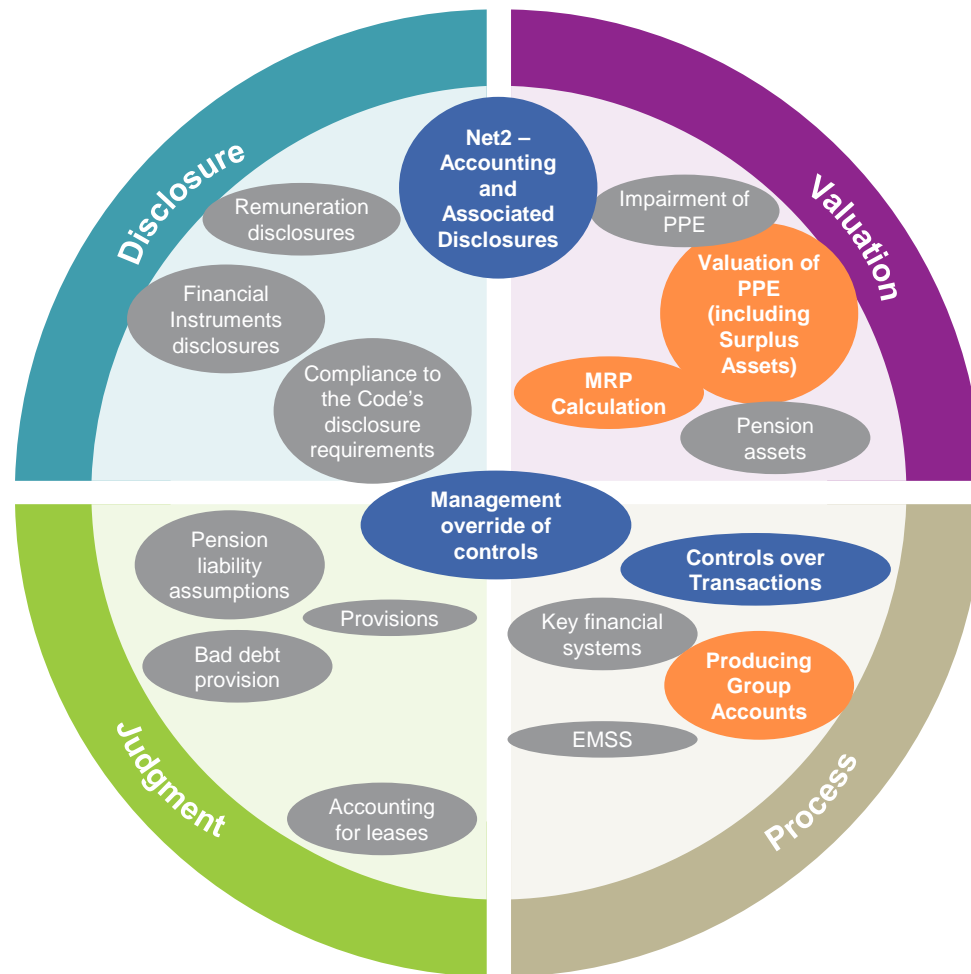 Disclosure
Valuation
Net2 –
Accounting
and
Associated
Disclosures
Remuneration
disclosures
Financial
Instruments
disclosures
Compliance to
the Code’s
disclosure
requirements
Impairment of
PPE
Valuation of
PPE
(including
Surplus
Assets)
MRP
Calculation
Pension
assets
Management
override of
controls
Pension
liability
assumptions
Provisions
Bad debt
provision
Accounting
for leases
Judgment
Controls over
Transactions
Key financial
systems
Producing
Group
Accounts
EMSS
Process